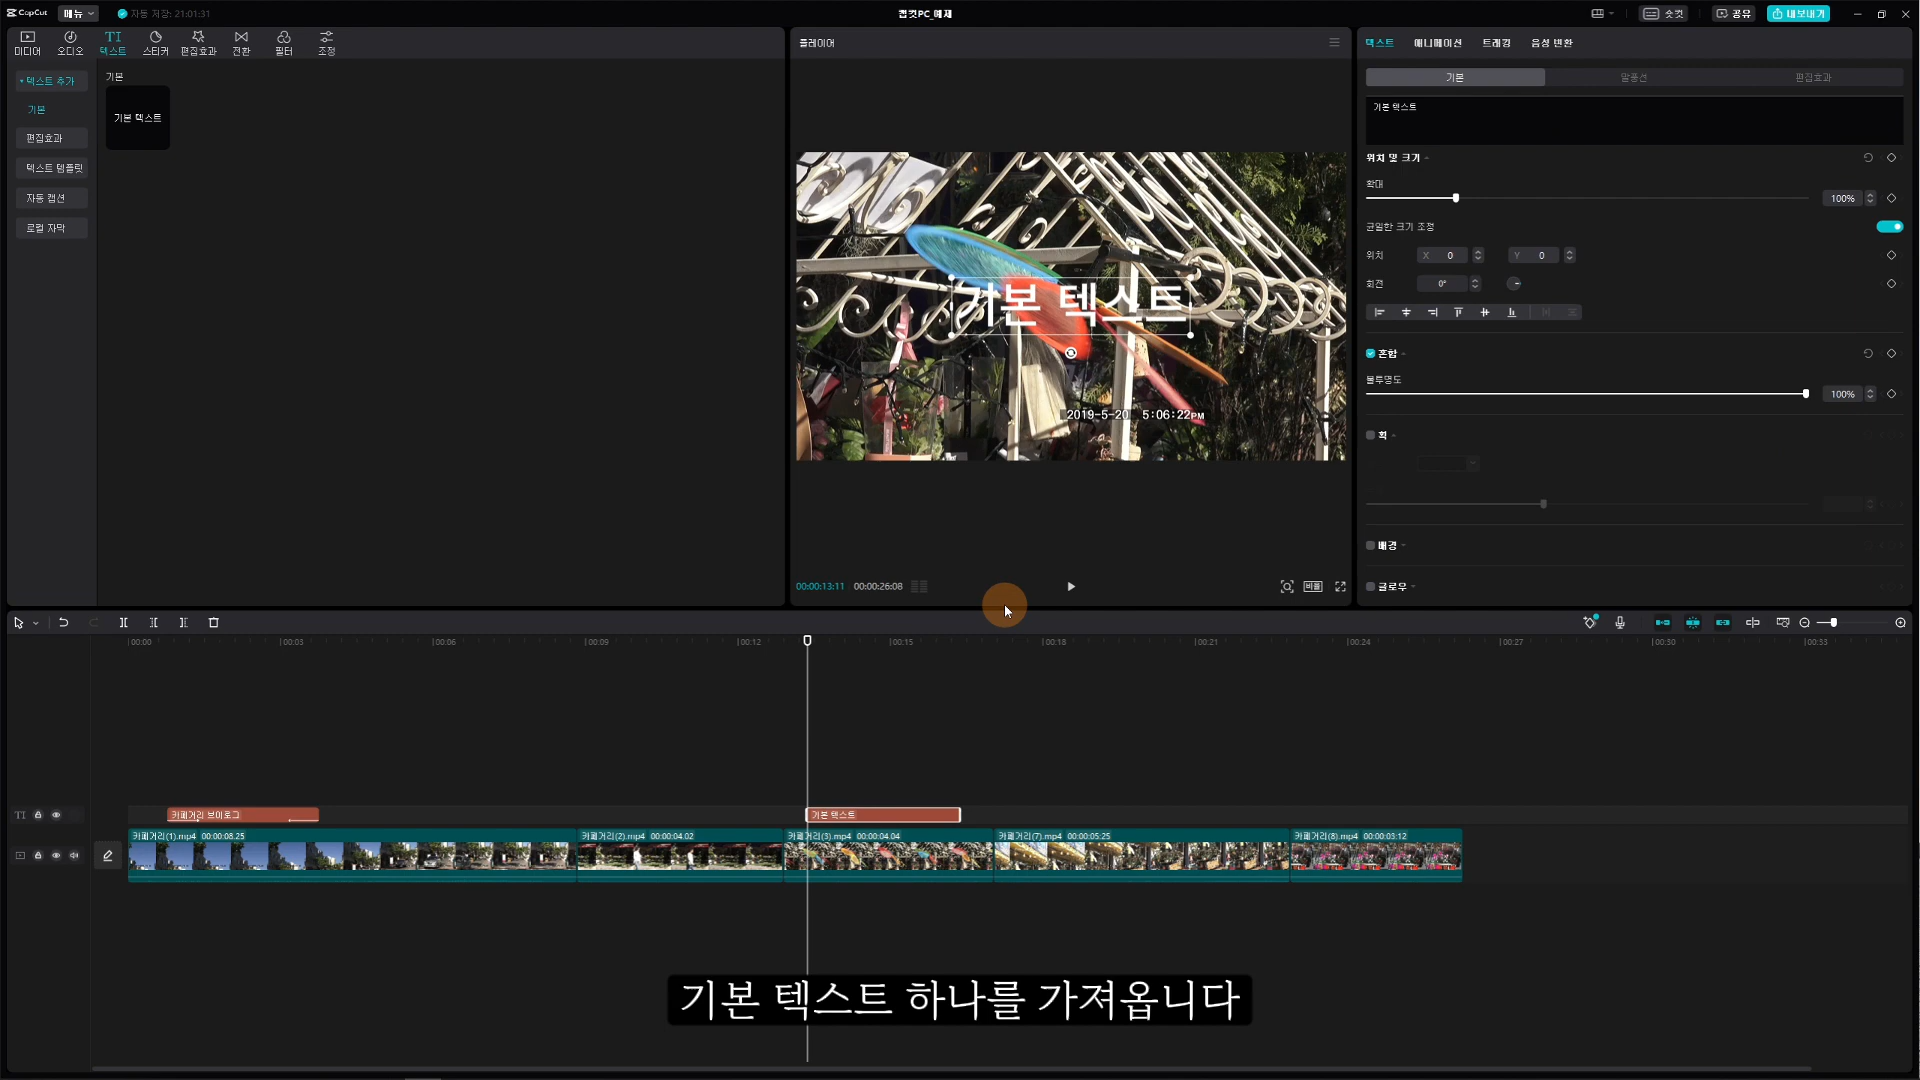 CapCut 메뉴 자동 저장: 21:01:31 캡컷PC_예제 숏컷 공유 내보내기
미디어 오디오 텍스트 스티커 편집효과 전환 필터 조정
텍스트 추가
기본
편집효과
텍스트 템플릿
자동 캡션
로컬 자막
기본
기본 텍스트
플레이어
기본 텍스트
2019-5-20 5:06:22PM
00:00:13:11 00:00:26:08 비율
텍스트 애니메이션 트래킹 음성 변환
기본 말풍선 편집효과
기본 텍스트
위치 및 크기
확대
100%
균일한 크기 조정
위치 X 0 Y 0
회전 0°
혼합
불투명도
100%
획
배경
글로우
00:00 00:03 00:06 00:09 00:12 00:15 00:18 00:21 00:24 00:27 00:30 00:33
TI 카페거리 브이로그 기본 텍스트
카페거리(1).mp4 00:00:08:25 카페거리(2).mp4 00:00:04:02 카페거리(3).mp4 00:00:04:04 카페거리(7).mp4 00:00:05:25 카페거리(8).mp4 00:00:03:12
기본 텍스트 하나를 가져옵니다